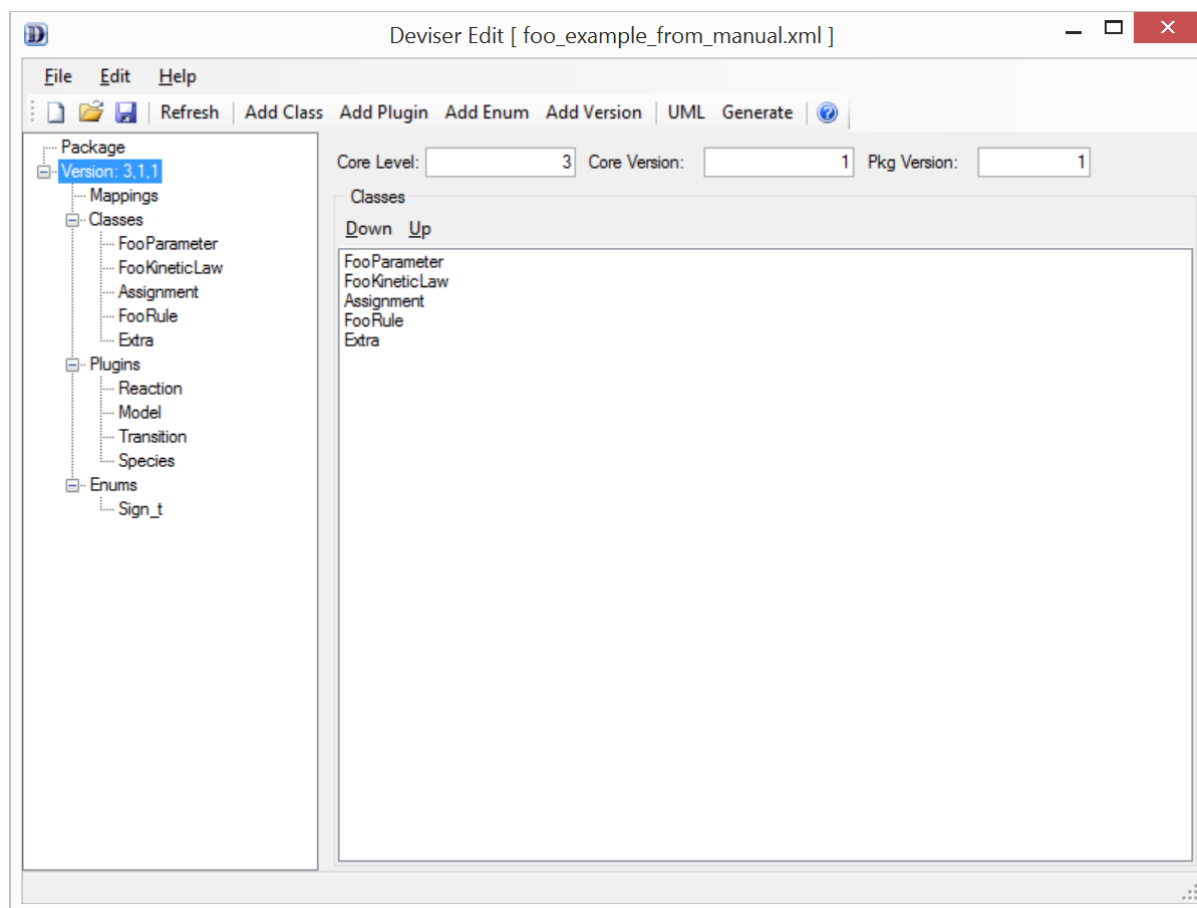 Deviser Edit [ foo_example_from_manual.xml ]
File Edit Help
Refresh Add Class Add Plugin Add Enum Add Version UML Generate
Package
Version: 3,1,1
Mappings
Classes
FooParameter
FooKineticLaw
Assignment
FooRule
Extra
Plugins
Reaction
Model
Transition
Species
Enums
Sign_t
Core Level: 3 Core Version: 1 Pkg Version: 1
Classes
Down Up
FooParameter
FooKineticLaw
Assignment
FooRule
Extra